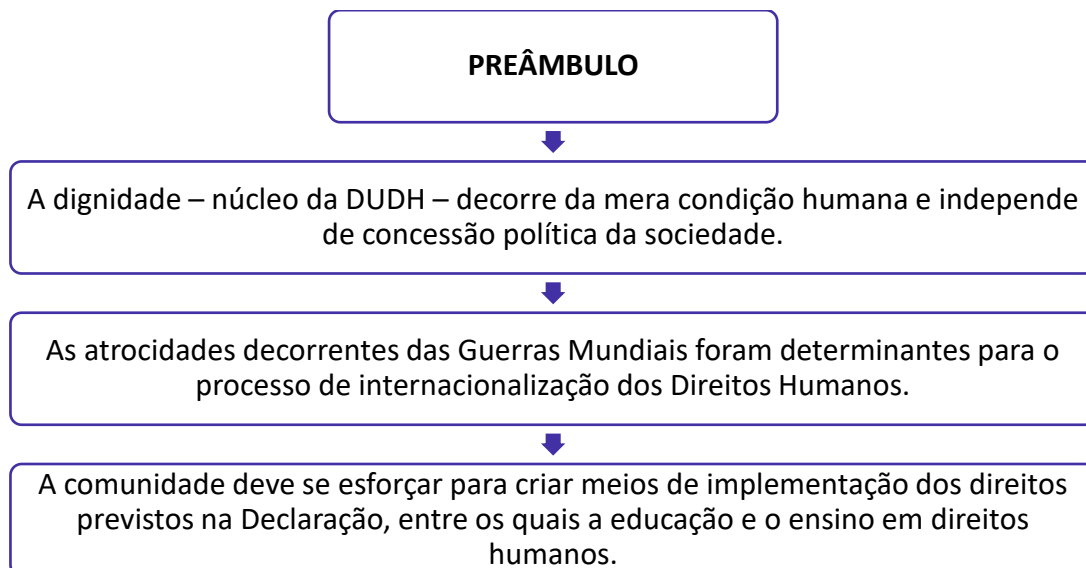 PREÂMBULO
A dignidade – núcleo da DUDH – decorre da mera condição humana e independe
de concessão política da sociedade.
As atrocidades decorrentes das Guerras Mundiais foram determinantes para o
processo de internacionalização dos Direitos Humanos.
A comunidade deve se esforçar para criar meios de implementação dos direitos
previstos na Declaração, entre os quais a educação e o ensino em direitos
humanos.